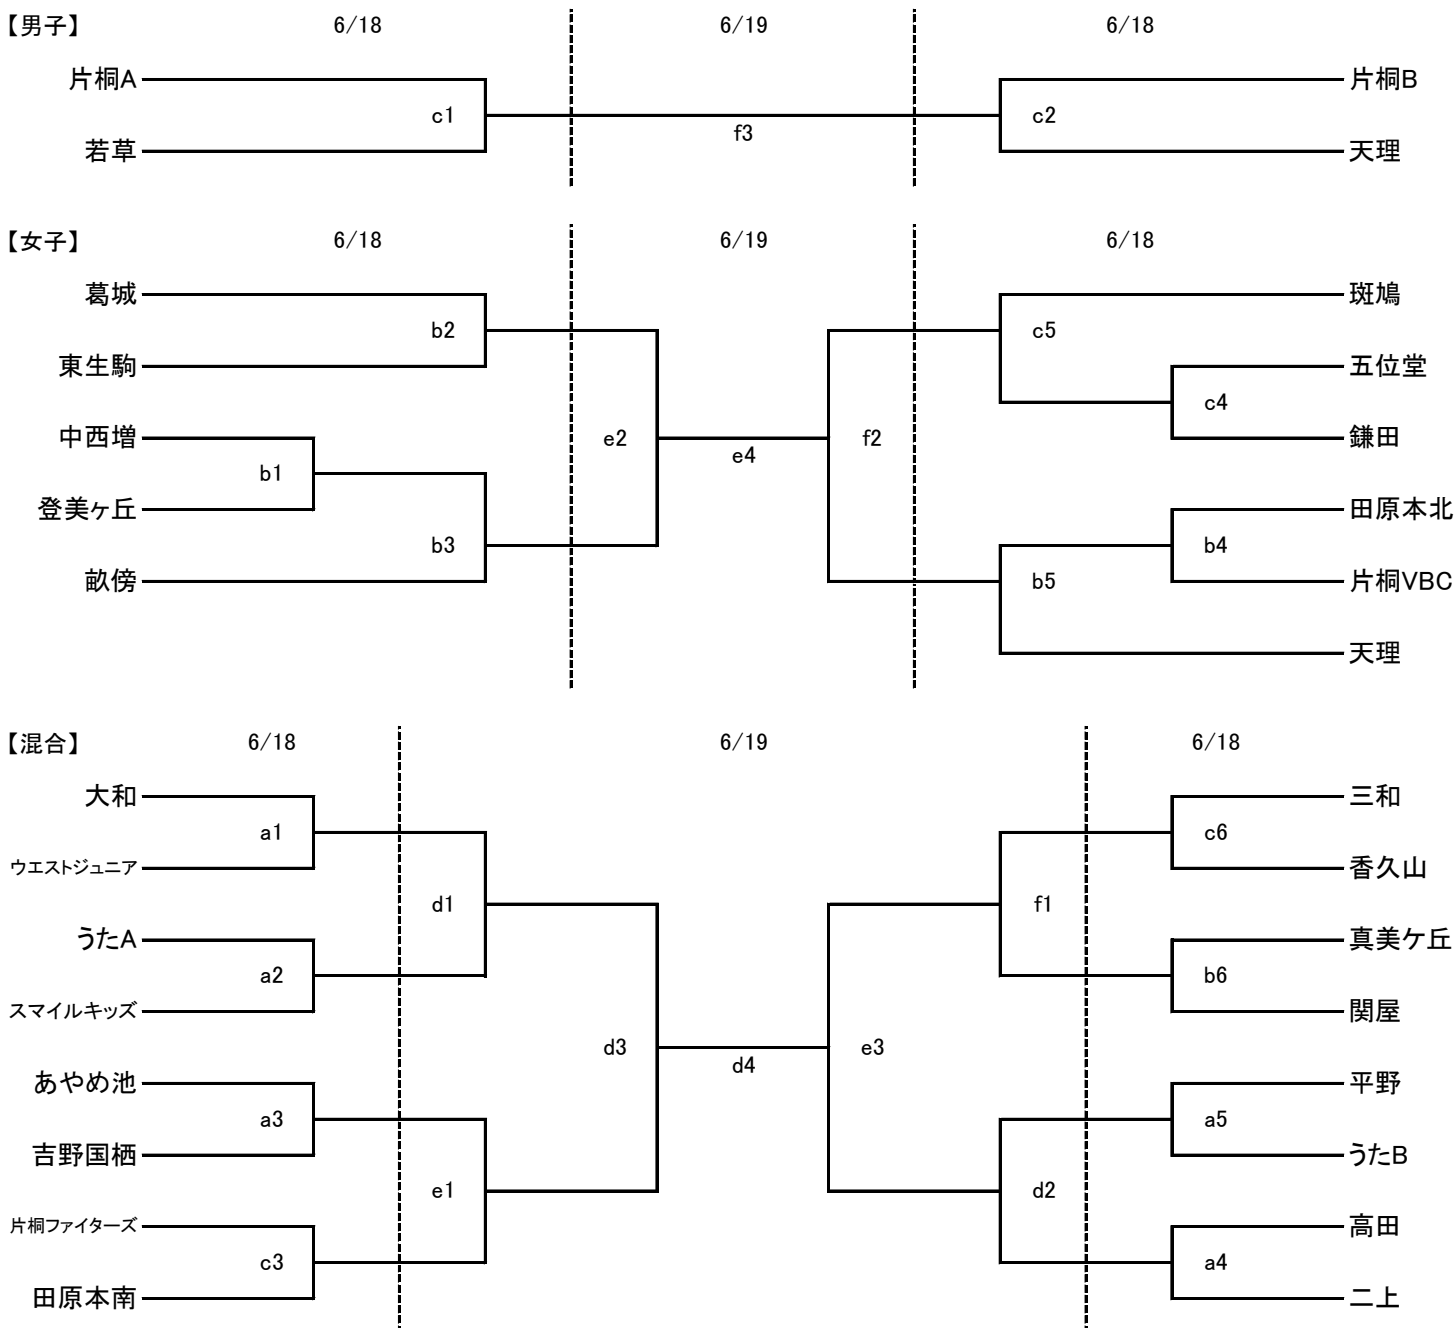 【男子】 6/18 6/19 6/18
片桐A 片桐B
c1 c2
f3
若草 天理
【女子】 6/18 6/19 6/18
葛城 斑鳩
b2 c5
東生駒 五位堂
c4
中西増 e2 f2 鎌田
e4
b1
登美ヶ丘 田原本北
b3 b4
畝傍 b5 片桐VBC
天理
【混合】 6/18 6/19 6/18
大和 三和
a1 c6
ウエストジュニア 香久山
d1 f1
うたA 真美ケ丘
a2 b6
スマイルキッズ 関屋
d3 e3
d4
あやめ池 平野
a3 a5
吉野国栖 うたB
e1 d2
片桐ファイターズ 高田
c3 a4
田原本南 二上